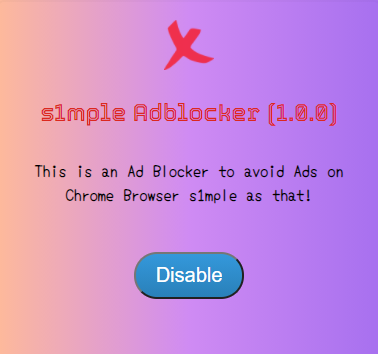 s1mple Adblocker (1.0.0)
This is an Ad Blocker to avoid Ads on
Chrome Browser s1mple as that!
Disable